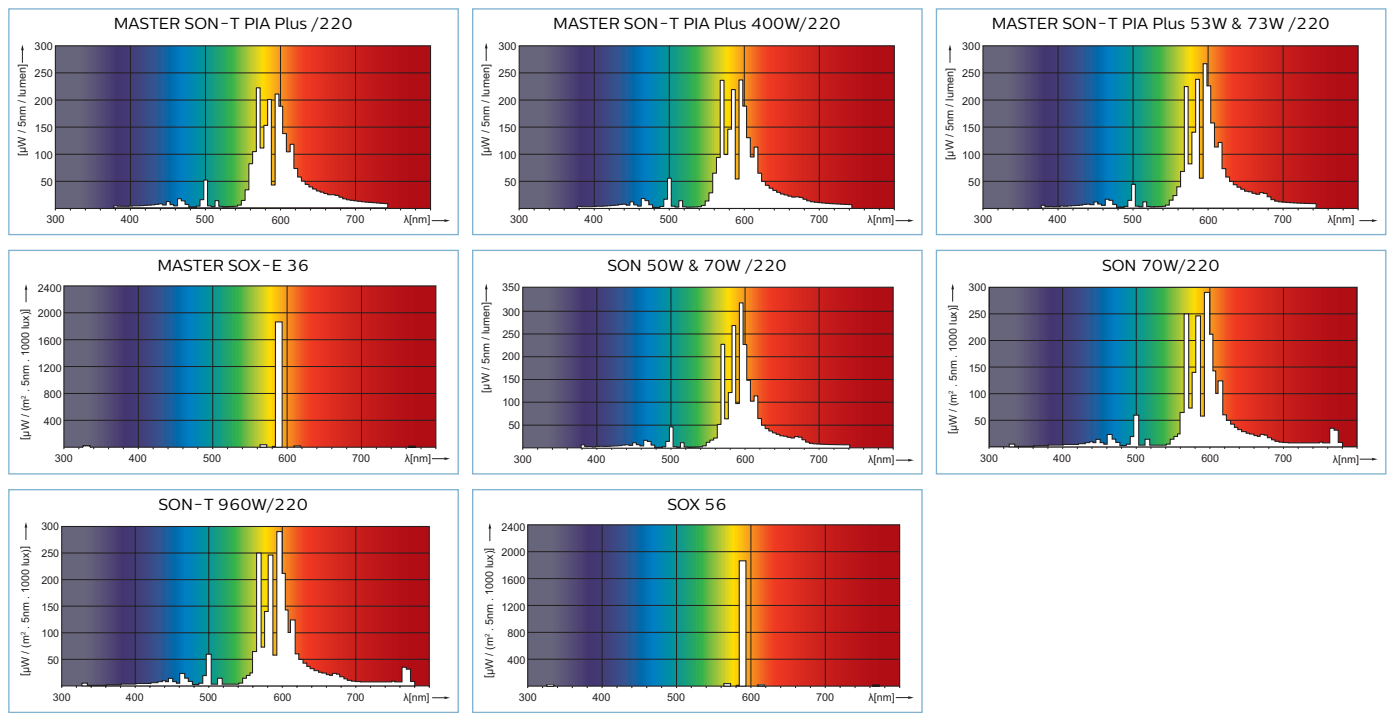 MASTER SON-T PIA Plus /220
[µW / 5nm / lumen]
300
250
200
150
100
50
300 400 500 600 700 λ[nm]
MASTER SON-T PIA Plus 400W/220
[µW / 5nm / lumen]
300
250
200
150
100
50
300 400 500 600 700 λ[nm]
MASTER SON-T PIA Plus 53W & 73W /220
[µW / 5nm / lumen]
300
250
200
150
100
50
300 400 500 600 700 λ[nm]
MASTER SOX-E 36
[µW / (m². 5nm . 1000 lux)]
2400
2000
1600
1200
800
400
300 400 500 600 700 λ[nm]
SON 50W & 70W /220
[µW / 5nm / lumen]
350
300
250
200
150
100
50
300 400 500 600 700 λ[nm]
SON 70W/220
[µW / (m². 5nm . 1000 lux)]
300
250
200
150
100
50
300 400 500 600 700 λ[nm]
SON-T 960W/220
[µW / (m². 5nm . 1000 lux)]
300
250
200
150
100
50
300 400 500 600 700 λ[nm]
SOX 56
[µW / (m². 5nm . 1000 lux)]
2400
2000
1600
1200
800
400
300 400 500 600 700 λ[nm]